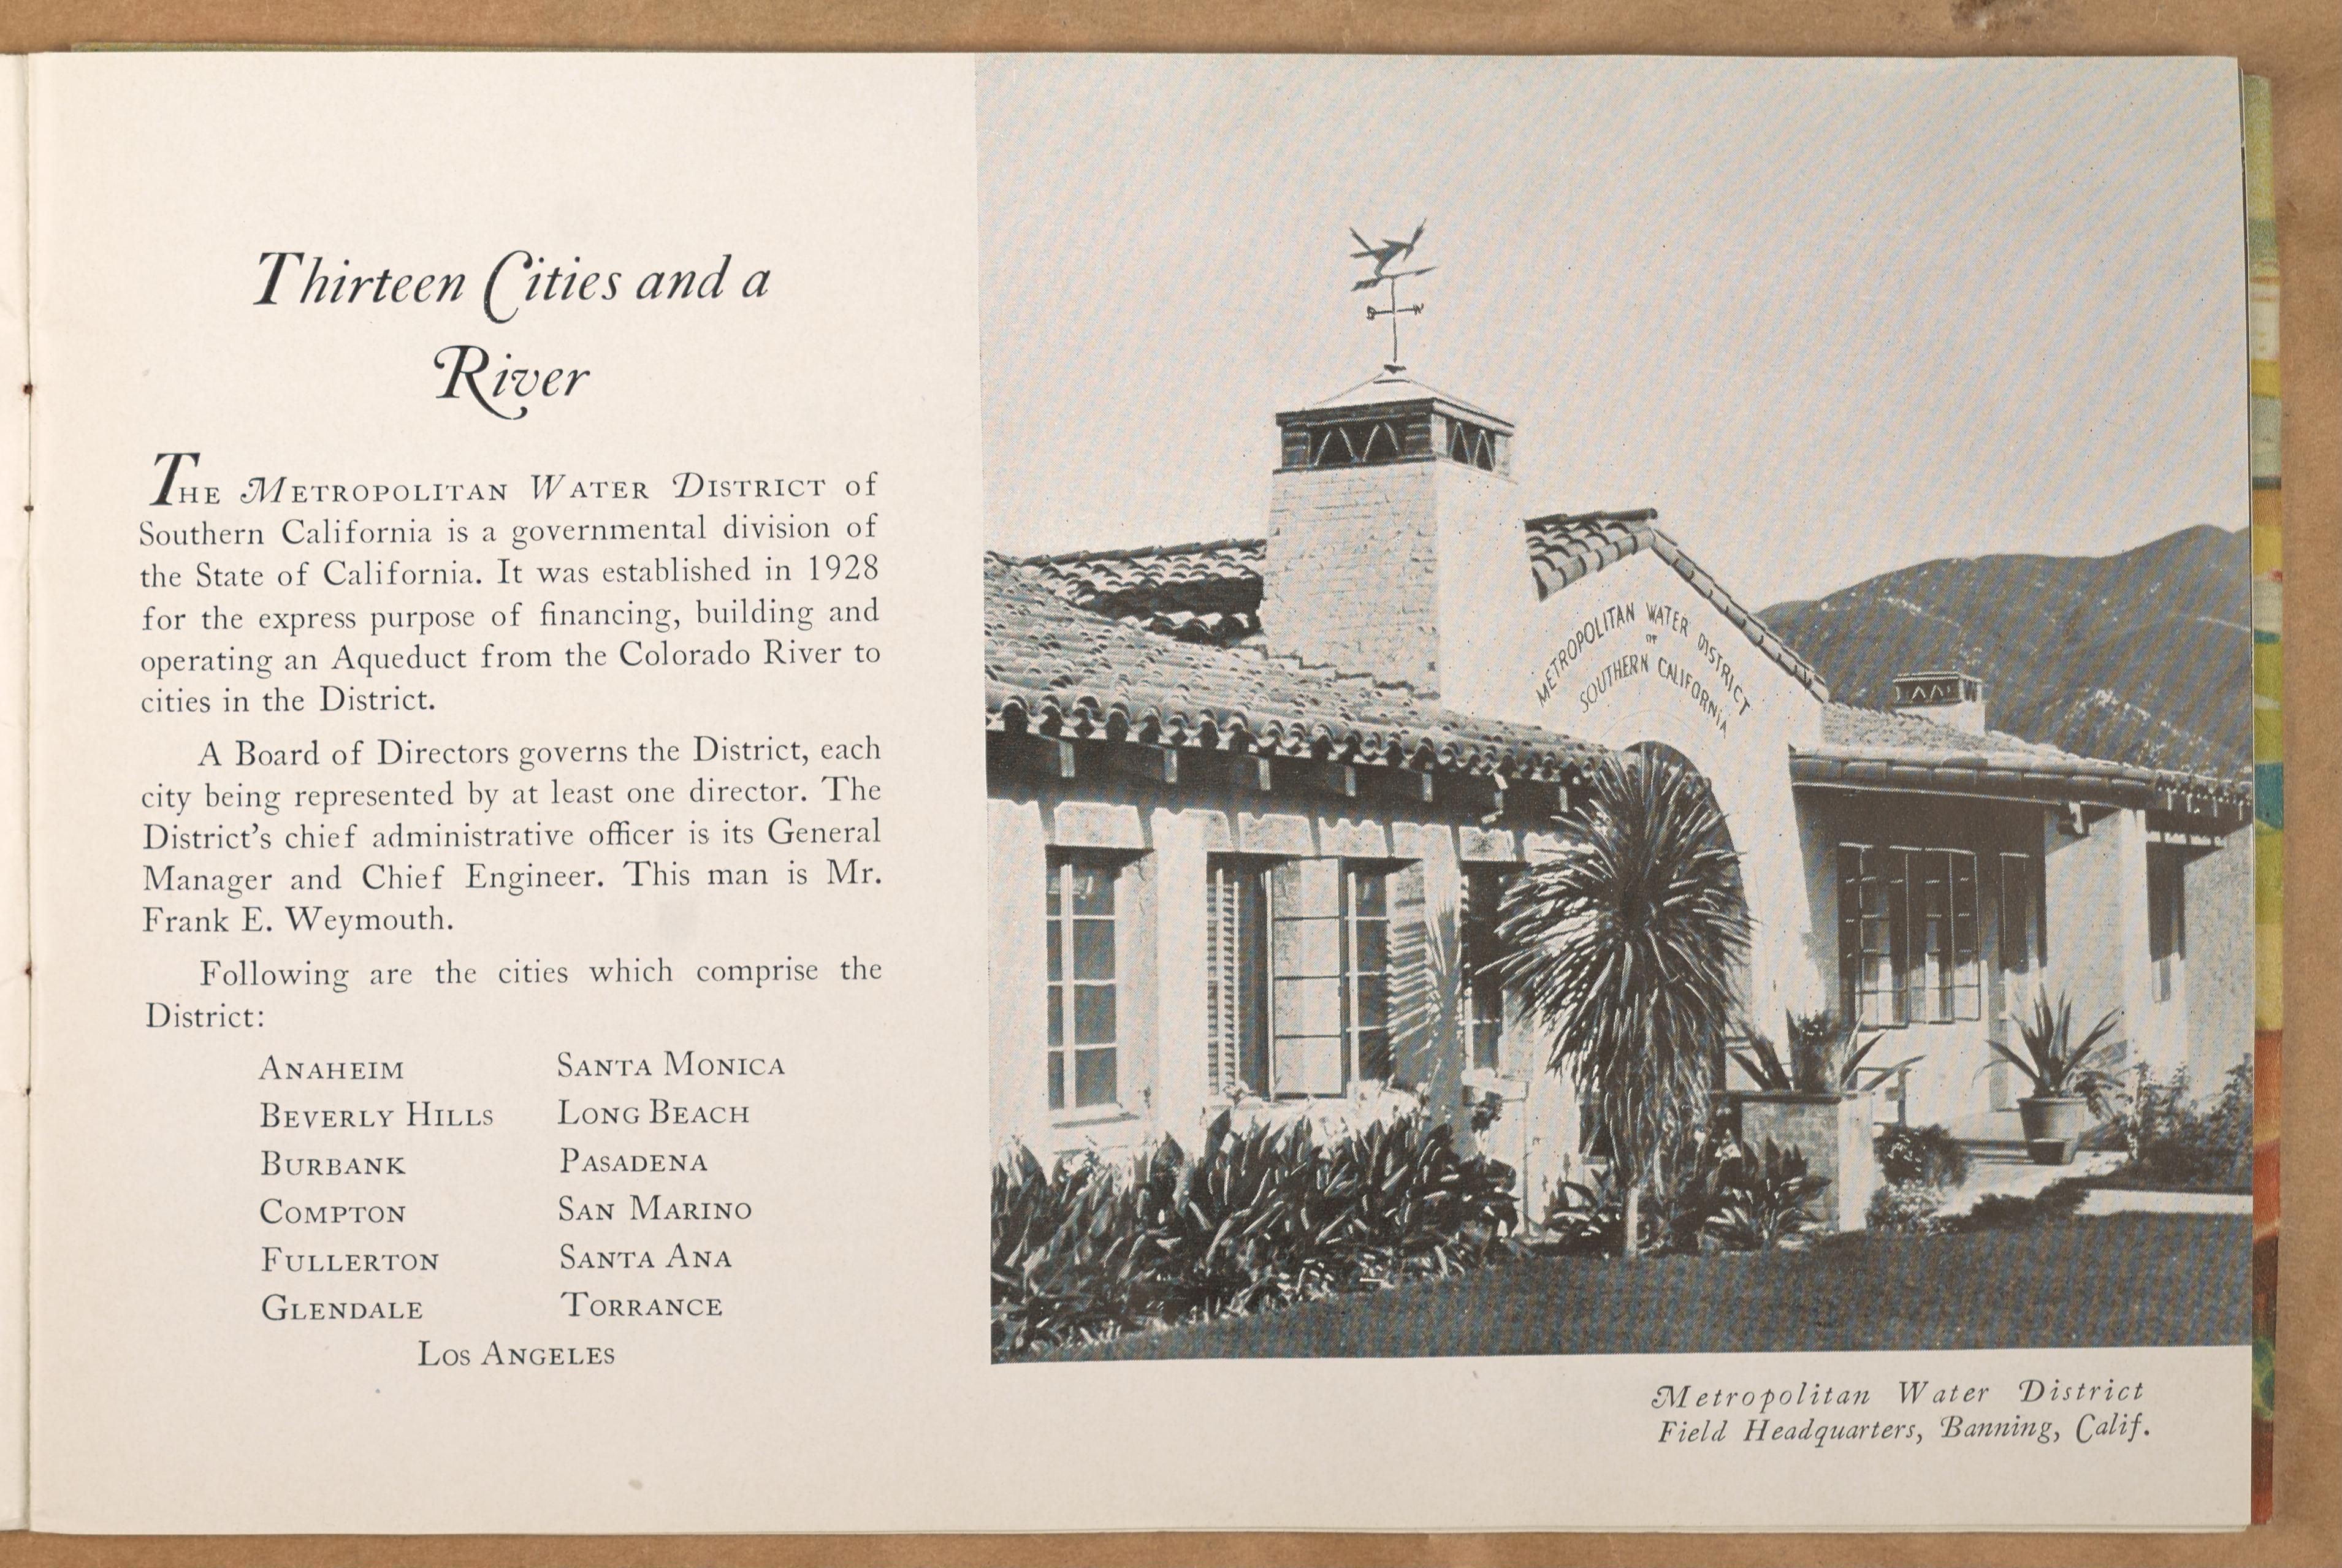 Thirteen Cities and a
River
THE METROPOLITAN WATER DISTRICT of
Southern California is a governmental division of
the State of California. It was established in 1928
for the express purpose of financing, building and
operating an Aqueduct from the Colorado River to
cities in the District.
A Board of Directors governs the District, each
city being represented by at least one director. The
District's chief administrative officer is its General
Manager and Chief Engineer. This man is Mr.
Frank E. Weymouth.
Following are the cities which comprise the
District:
ANAHEIM
BEVERLY HILLS
BURBANK
COMPTON
FULLERTON
GLENDALE
SANTA MONICA
LONG BEACH
PASADENA
SAN MARINO
SANTA ANA
TORRANCE
LOS ANGELES
METROPOLITAN WATER DISTRICT
OF
SOUTHERN CALIFORNIA
Metropolitan Water District
Field Headquarters, Banning, Calif.